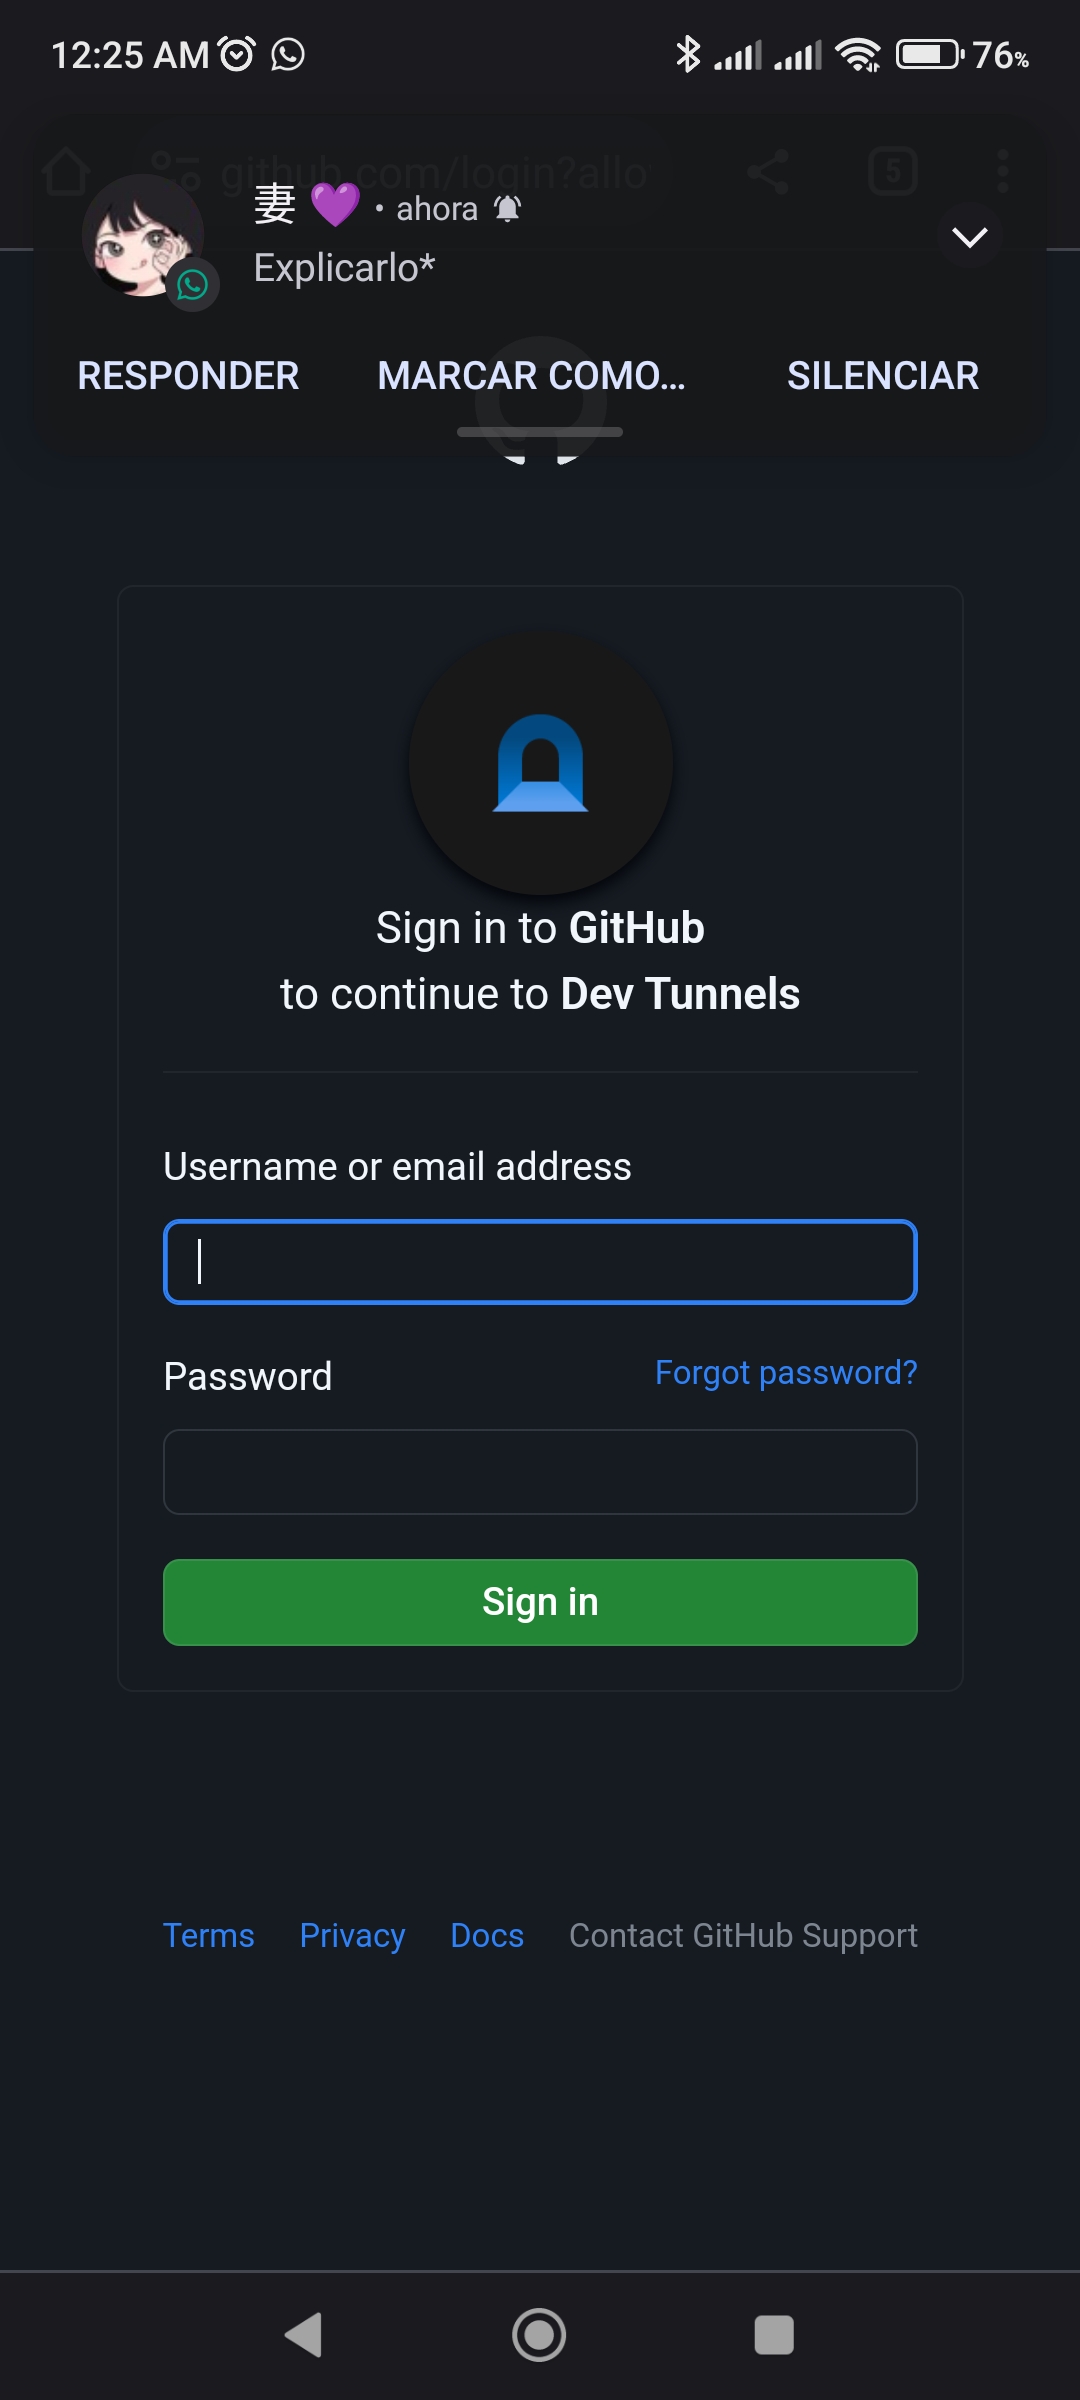 12:25 AM
76%
github.com/login?allo
5
妻 💜 • ahora
Explicarlo*
RESPONDER
MARCAR COMO...
SILENCIAR
Sign in to GitHub
to continue to Dev Tunnels
Username or email address
Password
Forgot password?
Sign in
Terms
Privacy
Docs
Contact GitHub Support